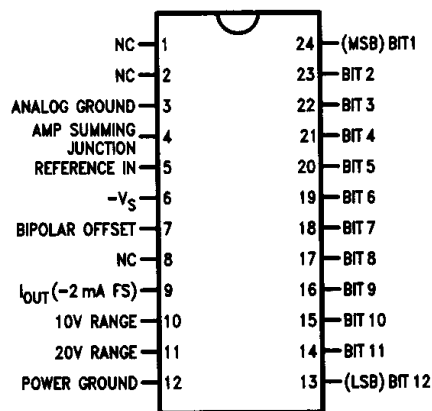 NC 1 24 (MSB) BIT1
NC 2 23 BIT 2
ANALOG GROUND 3 22 BIT 3
AMP SUMMING JUNCTION 4 21 BIT 4
REFERENCE IN 5 20 BIT 5
-VS 6 19 BIT 6
BIPOLAR OFFSET 7 18 BIT 7
NC 8 17 BIT 8
IOUT (-2 mA FS) 9 16 BIT 9
10V RANGE 10 15 BIT 10
20V RANGE 11 14 BIT 11
POWER GROUND 12 13 (LSB) BIT 12